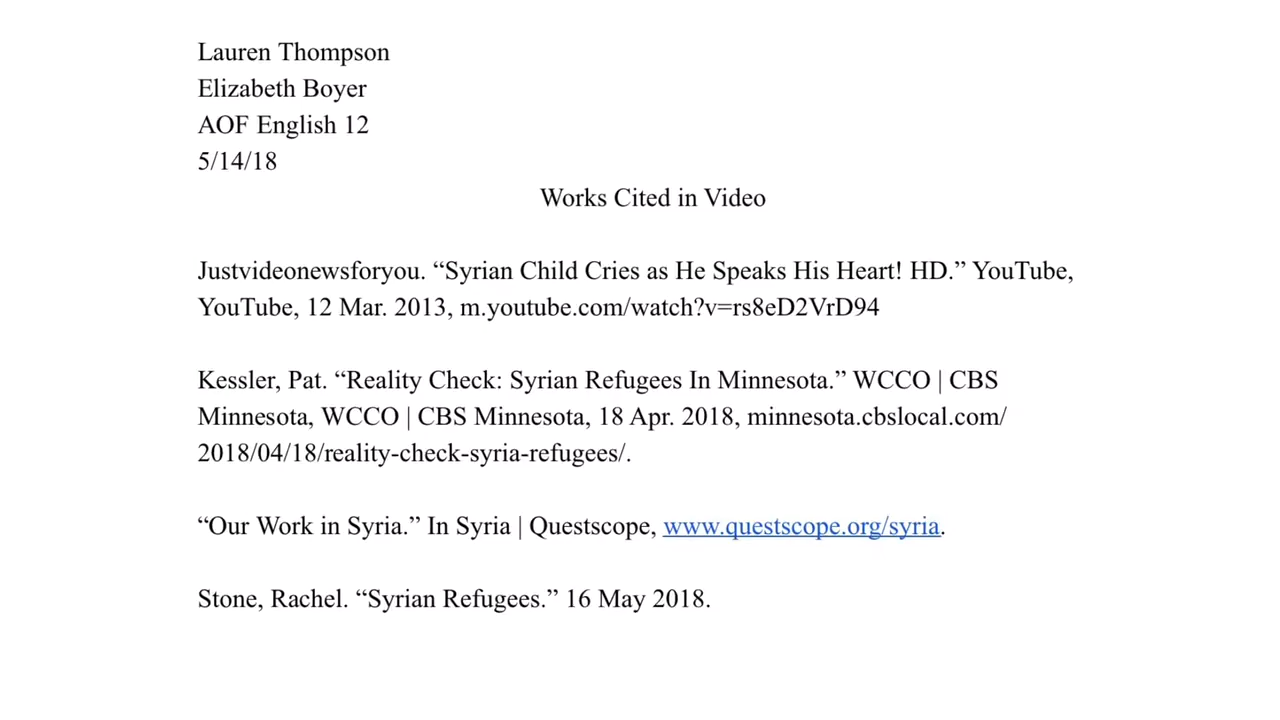 Lauren Thompson
Elizabeth Boyer
AOF English 12
5/14/18
Works Cited in Video
Justvideonewsforyou. “Syrian Child Cries as He Speaks His Heart! HD.” YouTube,
YouTube, 12 Mar. 2013, m.youtube.com/watch?v=rs8eD2VrD94
Kessler, Pat. “Reality Check: Syrian Refugees In Minnesota.” WCCO | CBS
Minnesota, WCCO | CBS Minnesota, 18 Apr. 2018, minnesota.cbslocal.com/
2018/04/18/reality-check-syria-refugees/.
“Our Work in Syria.” In Syria | Questscope, www.questscope.org/syria.
Stone, Rachel. “Syrian Refugees.” 16 May 2018.